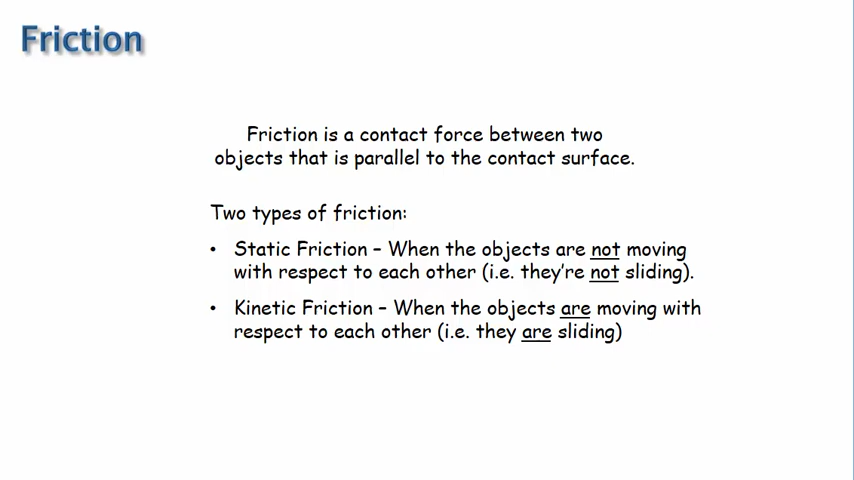 Friction
Friction is a contact force between two
objects that is parallel to the contact surface.
Two types of friction:
• Static Friction – When the objects are not moving
with respect to each other (i.e. they're not sliding).
• Kinetic Friction – When the objects are moving with
respect to each other (i.e. they are sliding)